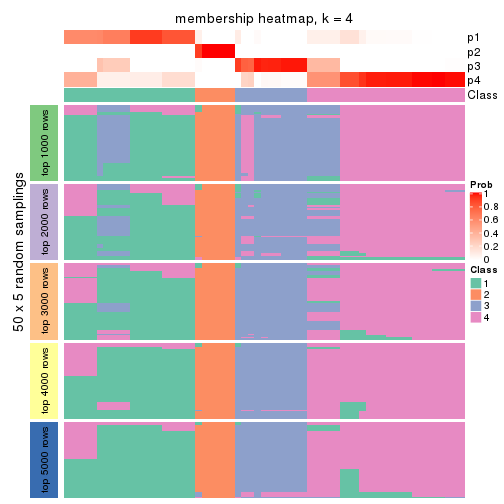 membership heatmap, k = 4
p1
p2
p3
p4
Class
50 x 5 random samplings
top 1000 rows
top 2000 rows
top 3000 rows
top 4000 rows
top 5000 rows
Prob
1
0.8
0.6
0.4
0.2
0
Class
1
2
3
4